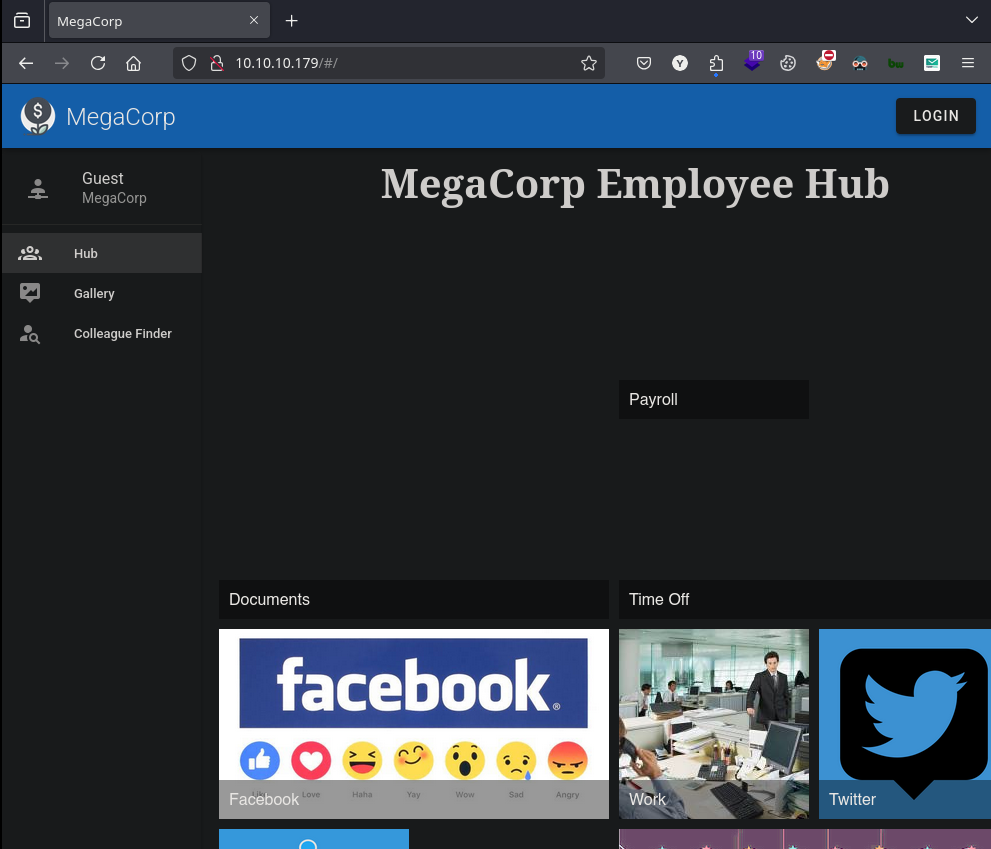 MegaCorp
10.10.10.179/#/
Y
10
MegaCorp
LOGIN
Guest
MegaCorp
MegaCorp Employee Hub
Hub
Gallery
Colleague Finder
Payroll
Documents
Time Off
facebook®
Love Haha Yay Wow Sad Angry
Facebook
Work
Twitter